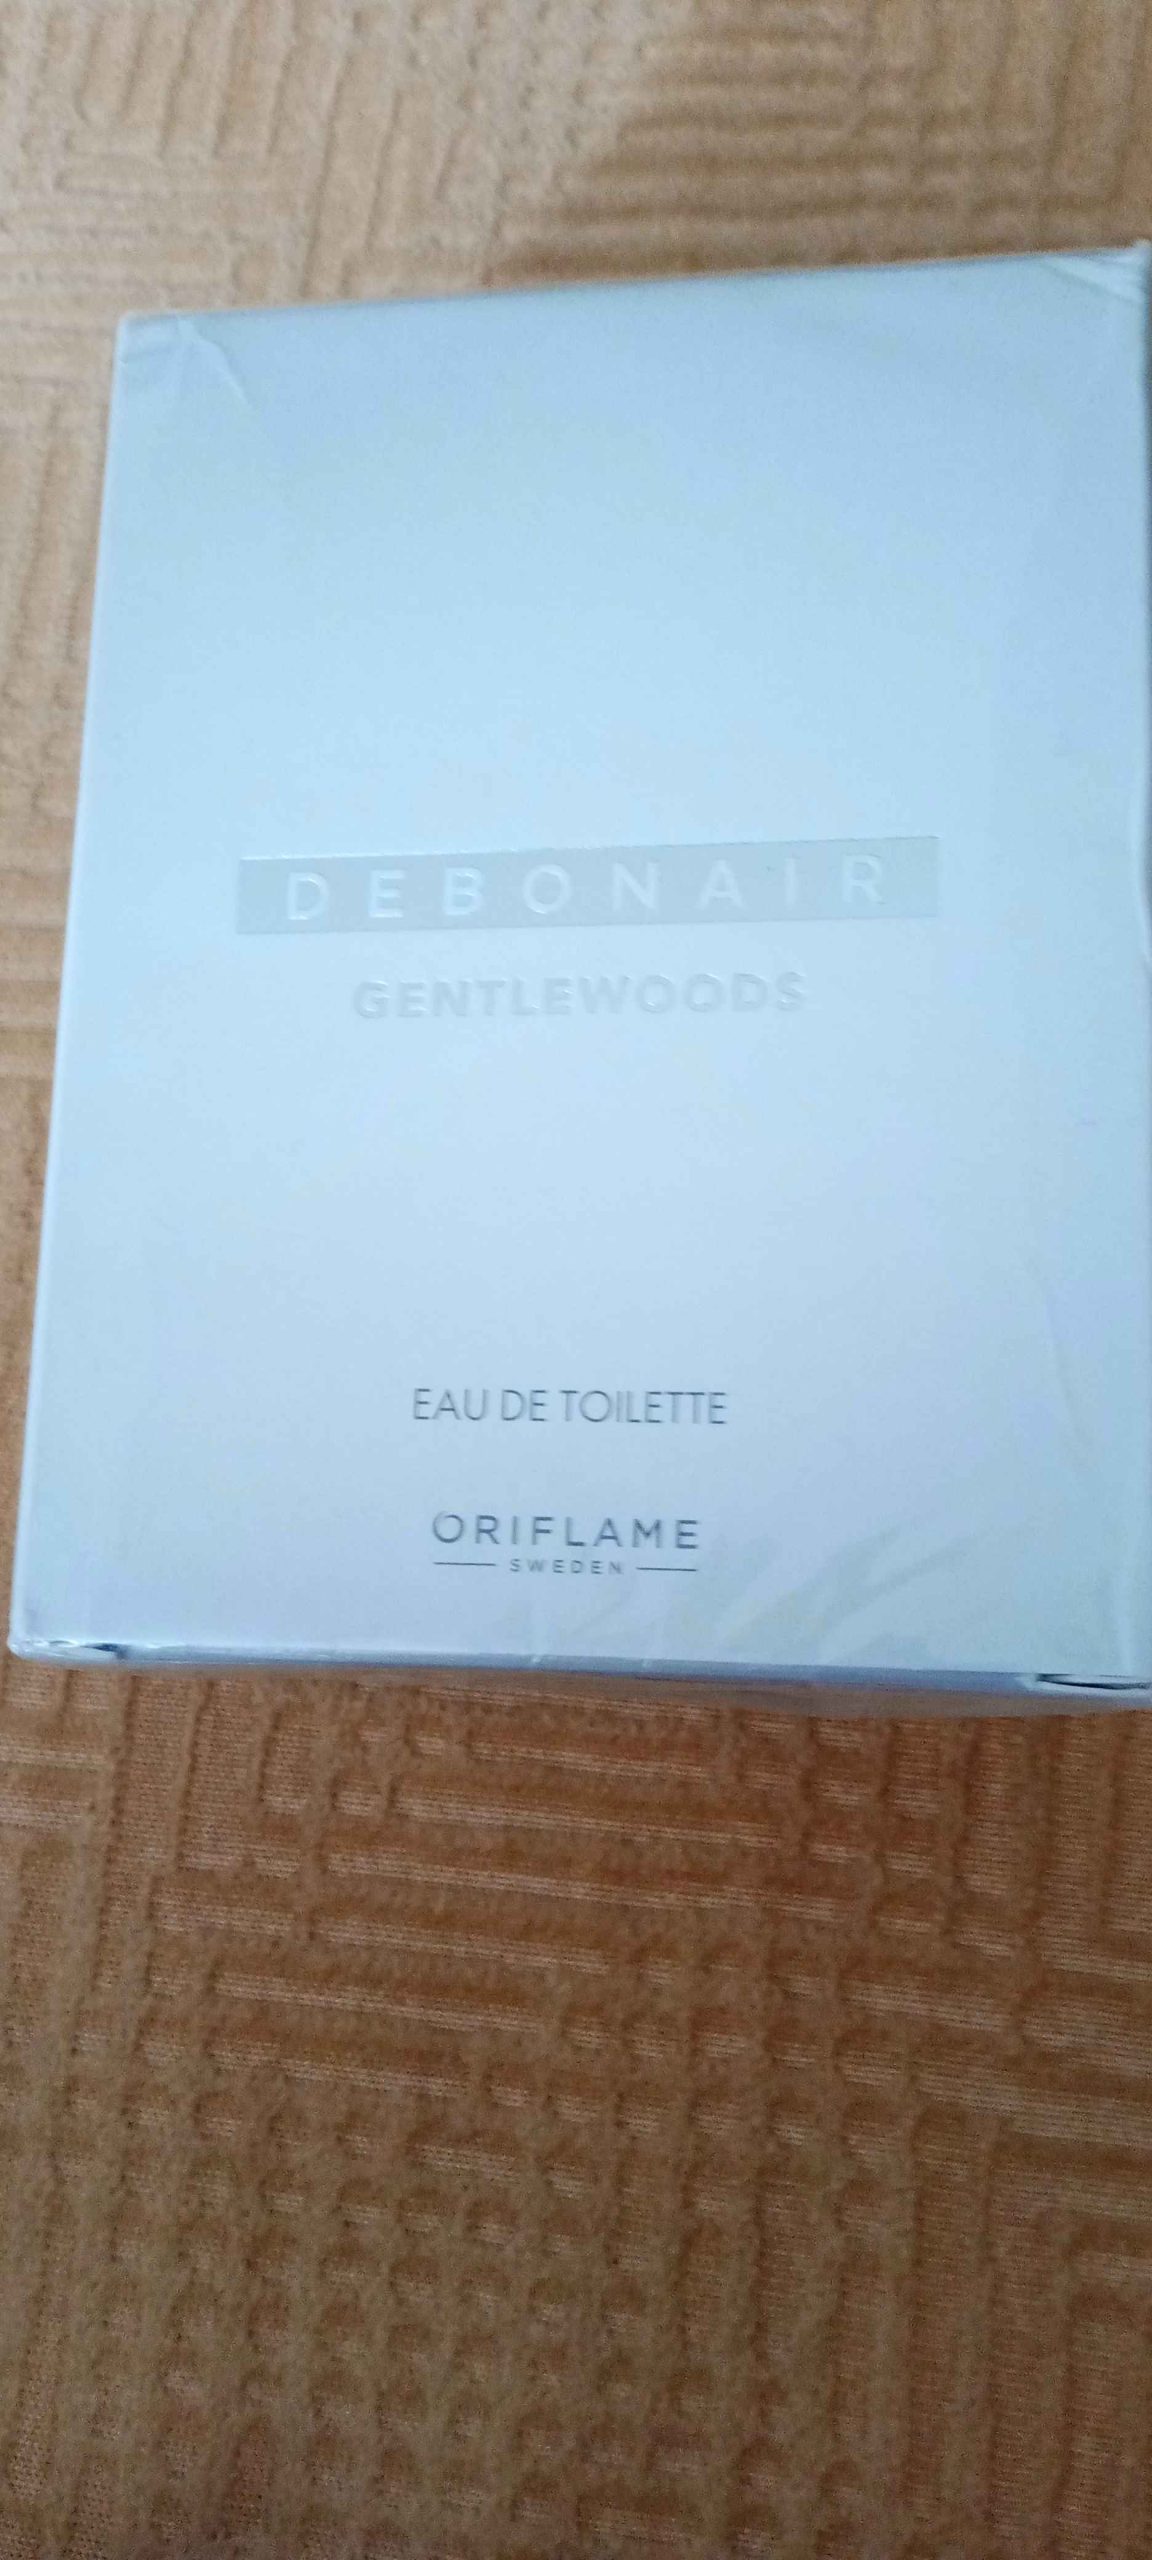 DEBONAIR
GENTLEWOODS
EAU DE TOILETTE
ORIFLAME
SWEDEN